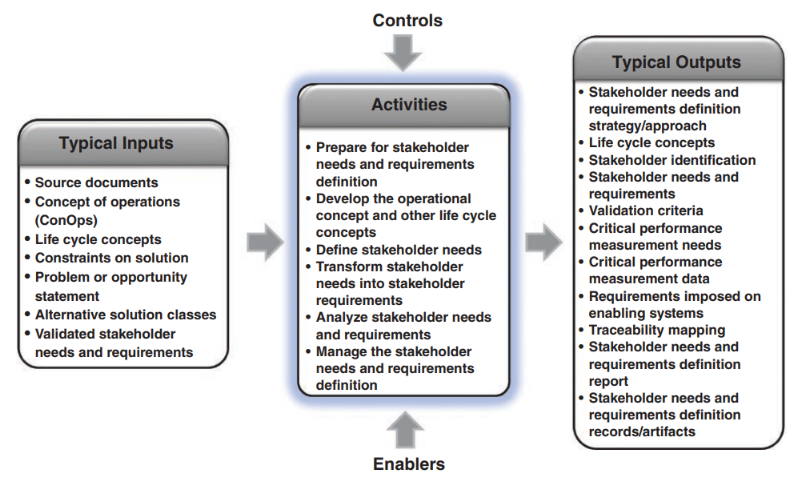 Controls
Typical Inputs
• Source documents
• Concept of operations
(ConOps)
• Life cycle concepts
• Constraints on solution
• Problem or opportunity
statement
• Alternative solution classes
• Validated stakeholder
needs and requirements
Activities
• Prepare for stakeholder
needs and requirements
definition
• Develop the operational
concept and other life cycle
concepts
• Define stakeholder needs
• Transform stakeholder
needs into stakeholder
requirements
• Analyze stakeholder needs
and requirements
• Manage the stakeholder
needs and requirements
definition
Typical Outputs
• Stakeholder needs and
requirements definition
strategy/approach
• Life cycle concepts
• Stakeholder identification
• Stakeholder needs and
requirements
• Validation criteria
• Critical performance
measurement needs
• Critical performance
measurement data
• Requirements imposed on
enabling systems
• Traceability mapping
• Stakeholder needs and
requirements definition
report
• Stakeholder needs and
requirements definition
records/artifacts
Enablers